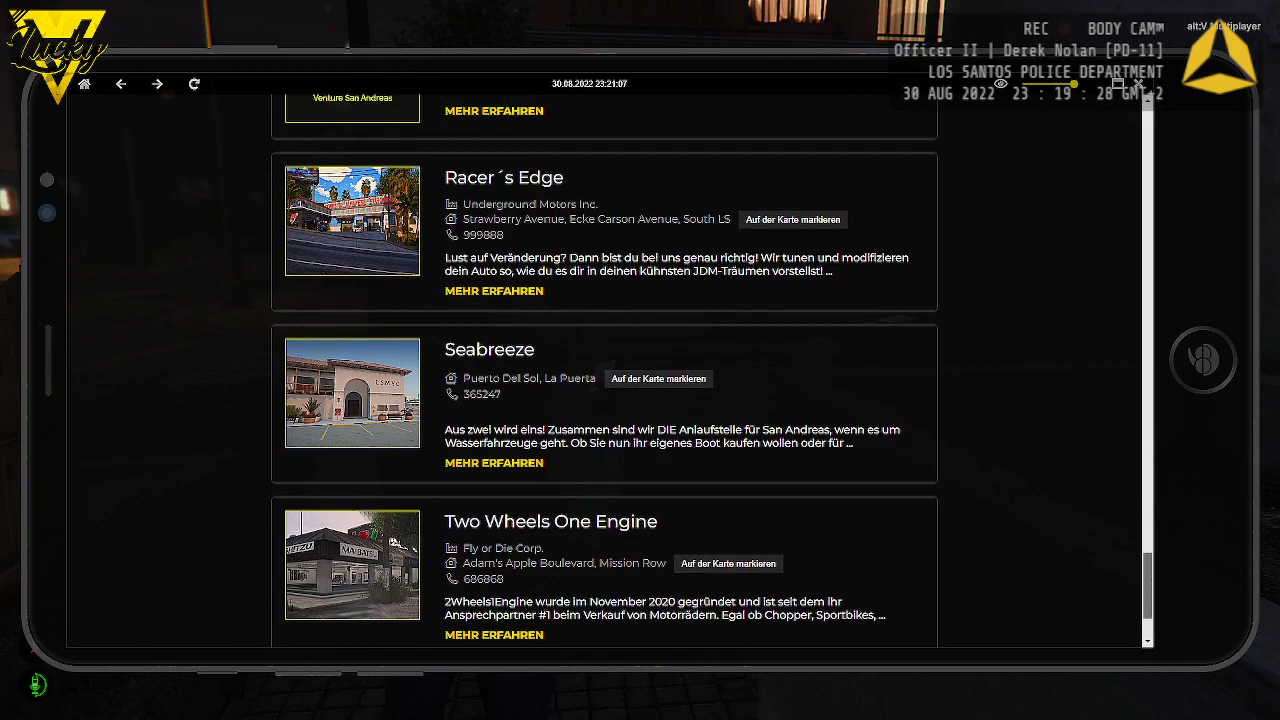 Lucky
REC BODY CAM™
alt:V Multiplayer
Officer II | Derek Nolan [PD-11]
LOS SANTOS POLICE DEPARTMENT
30 AUG 2022 23 : 19 : 28 GMT+2
30.08.2022 23:21:07
Venture San Andreas
MEHR ERFAHREN
Racer´s Edge
Underground Motors Inc.
Strawberry Avenue, Ecke Carson Avenue, South LS
Auf der Karte markieren
999888
Lust auf Veränderung? Dann bist du bei uns genau richtig! Wir tunen und modifizieren
dein Auto so, wie du es dir in deinen kühnsten JDM-Träumen vorstellst! ...
MEHR ERFAHREN
Seabreeze
LSMYC
Puerto Del Sol, La Puerta
Auf der Karte markieren
365247
Aus zwei wird eins! Zusammen sind wir DIE Anlaufstelle für San Andreas, wenn es um
Wasserfahrzeuge geht. Ob Sie nun ihr eigenes Boot kaufen wollen oder für ...
MEHR ERFAHREN
Two Wheels One Engine
Fly or Die Corp.
Adam's Apple Boulevard, Mission Row
Auf der Karte markieren
686868
2Wheels1Engine wurde im November 2020 gegründet und ist seit dem ihr
Ansprechpartner #1 beim Verkauf von Motorrädern. Egal ob Chopper, Sportbikes, ...
MEHR ERFAHREN